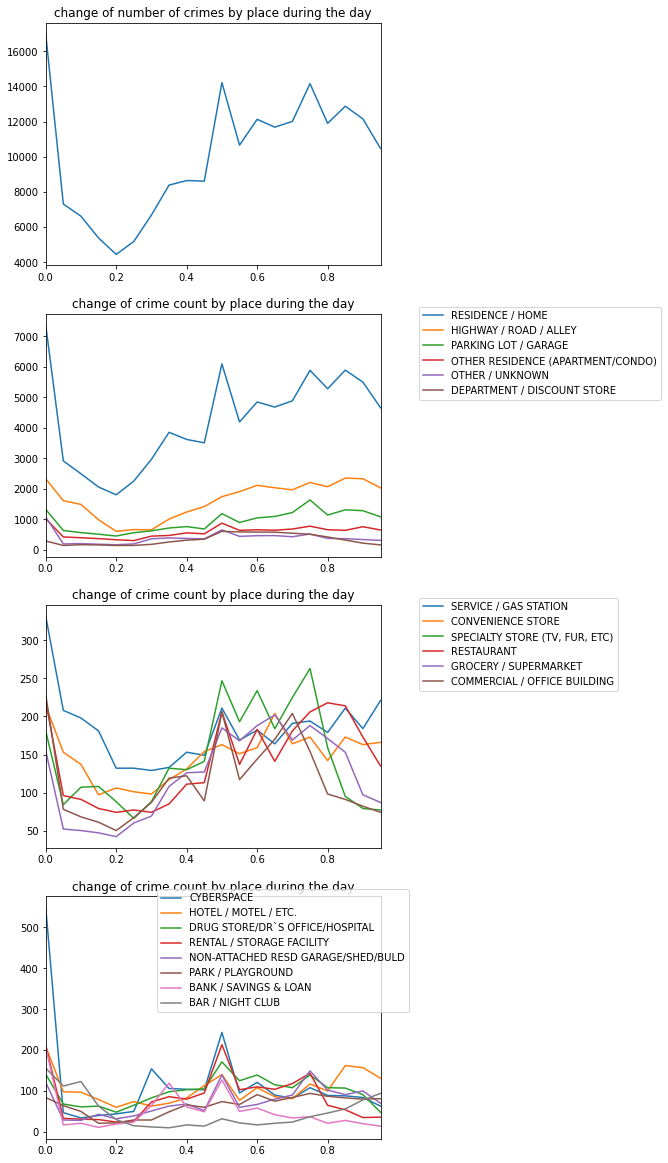 change of number of crimes by place during the day
16000
14000
12000
10000
8000
6000
4000
0.0 0.2 0.4 0.6 0.8
change of crime count by place during the day
7000
6000
5000
4000
3000
2000
1000
0
0.0 0.2 0.4 0.6 0.8
RESIDENCE / HOME
HIGHWAY / ROAD / ALLEY
PARKING LOT / GARAGE
OTHER RESIDENCE (APARTMENT/CONDO)
OTHER / UNKNOWN
DEPARTMENT / DISCOUNT STORE
change of crime count by place during the day
300
250
200
150
100
50
0.0 0.2 0.4 0.6 0.8
SERVICE / GAS STATION
CONVENIENCE STORE
SPECIALTY STORE (TV, FUR, ETC)
RESTAURANT
GROCERY / SUPERMARKET
COMMERCIAL / OFFICE BUILDING
change of crime count by place during the day
500
400
300
200
100
0
0.0 0.2 0.4 0.6 0.8
CYBERSPACE
HOTEL / MOTEL / ETC.
DRUG STORE/DR`S OFFICE/HOSPITAL
RENTAL / STORAGE FACILITY
NON-ATTACHED RESD GARAGE/SHED/BULD
PARK / PLAYGROUND
BANK / SAVINGS & LOAN
BAR / NIGHT CLUB